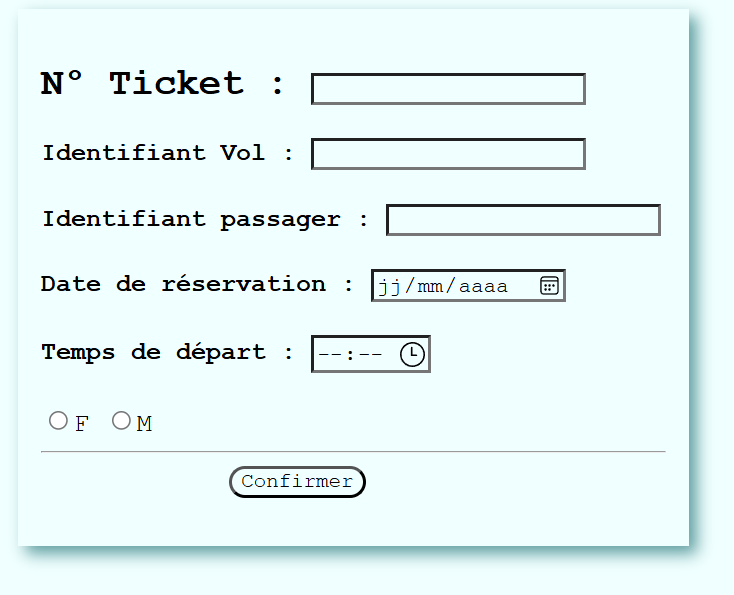 N° Ticket :
Identifiant Vol :
Identifiant passager :
Date de réservation : jj/mm/aaaa
Temps de départ : --:--
F M
Confirmer